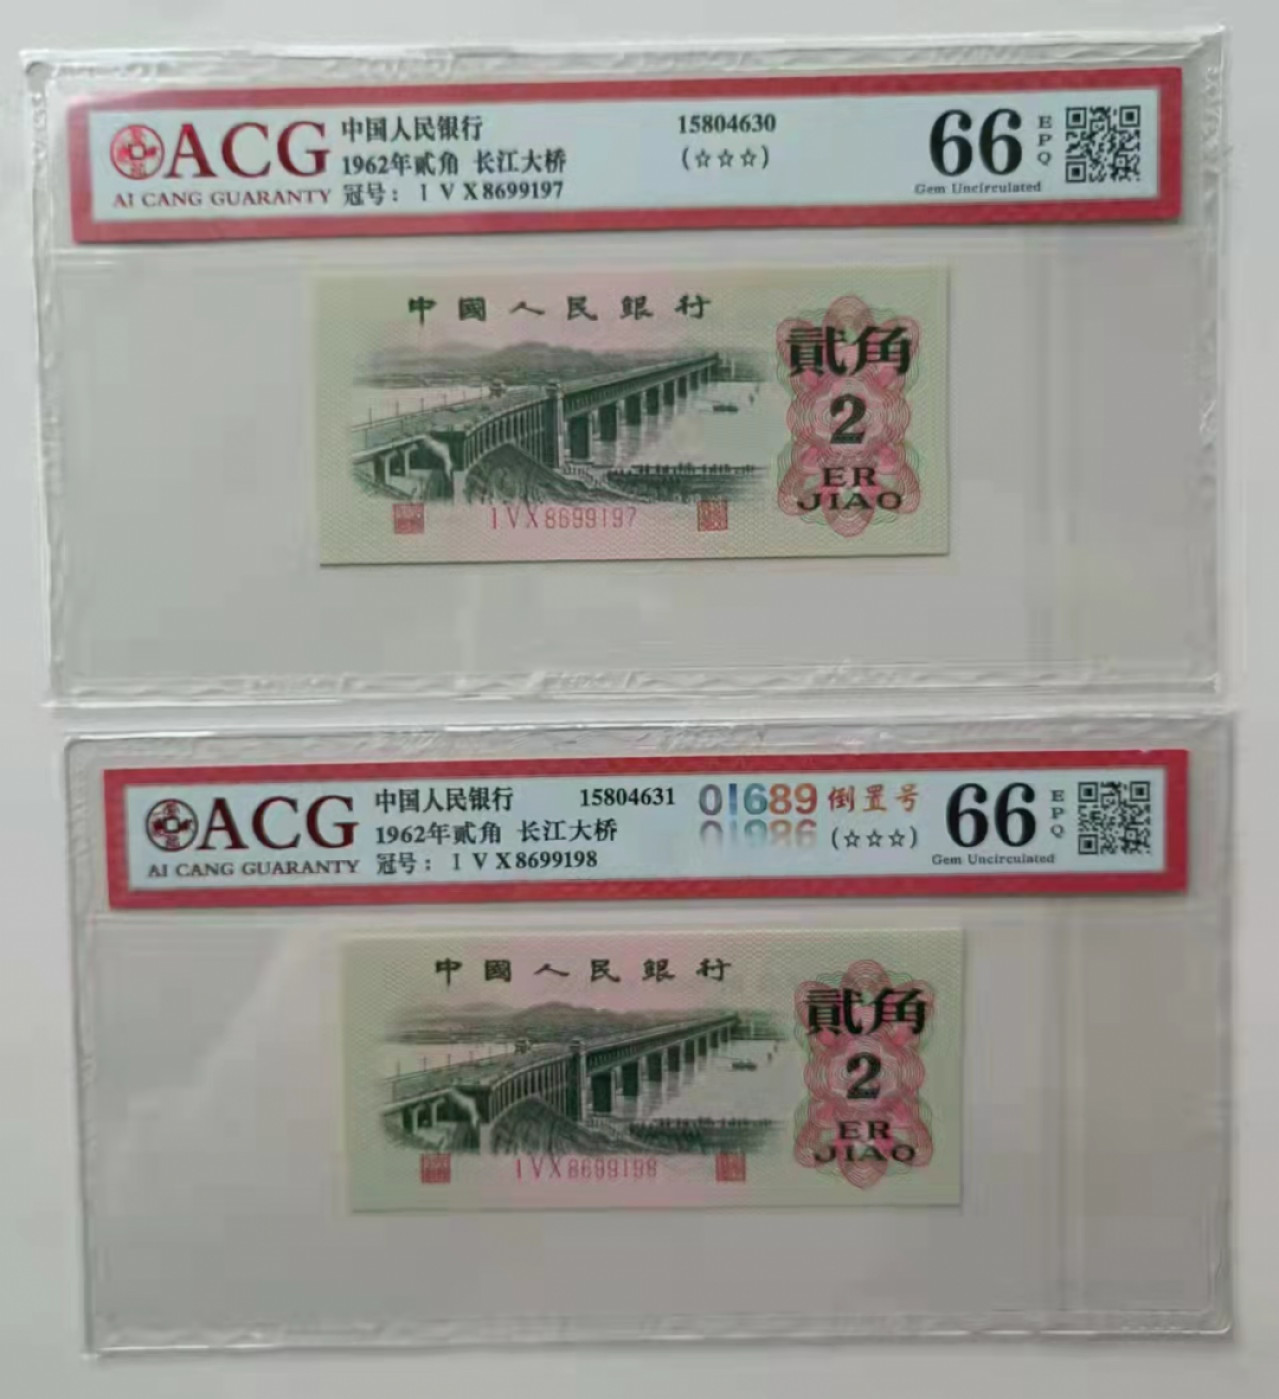 ACG
AI CANG GUARANTY
中国人民银行
1962年贰角 长江大桥
冠号： I V X 8699197
15804630
(☆☆☆)
66
EPQ
Gem Uncirculated
中國人民銀行
貳角
2
ER
JIAO
I V X 8699197
ACG
AI CANG GUARANTY
中国人民银行
1962年贰角 长江大桥
冠号： I V X 8699198
15804631
01689 倒置号
(☆☆☆)
66
EPQ
Gem Uncirculated
中國人民銀行
貳角
2
ER
JIAO
I V X 8699198